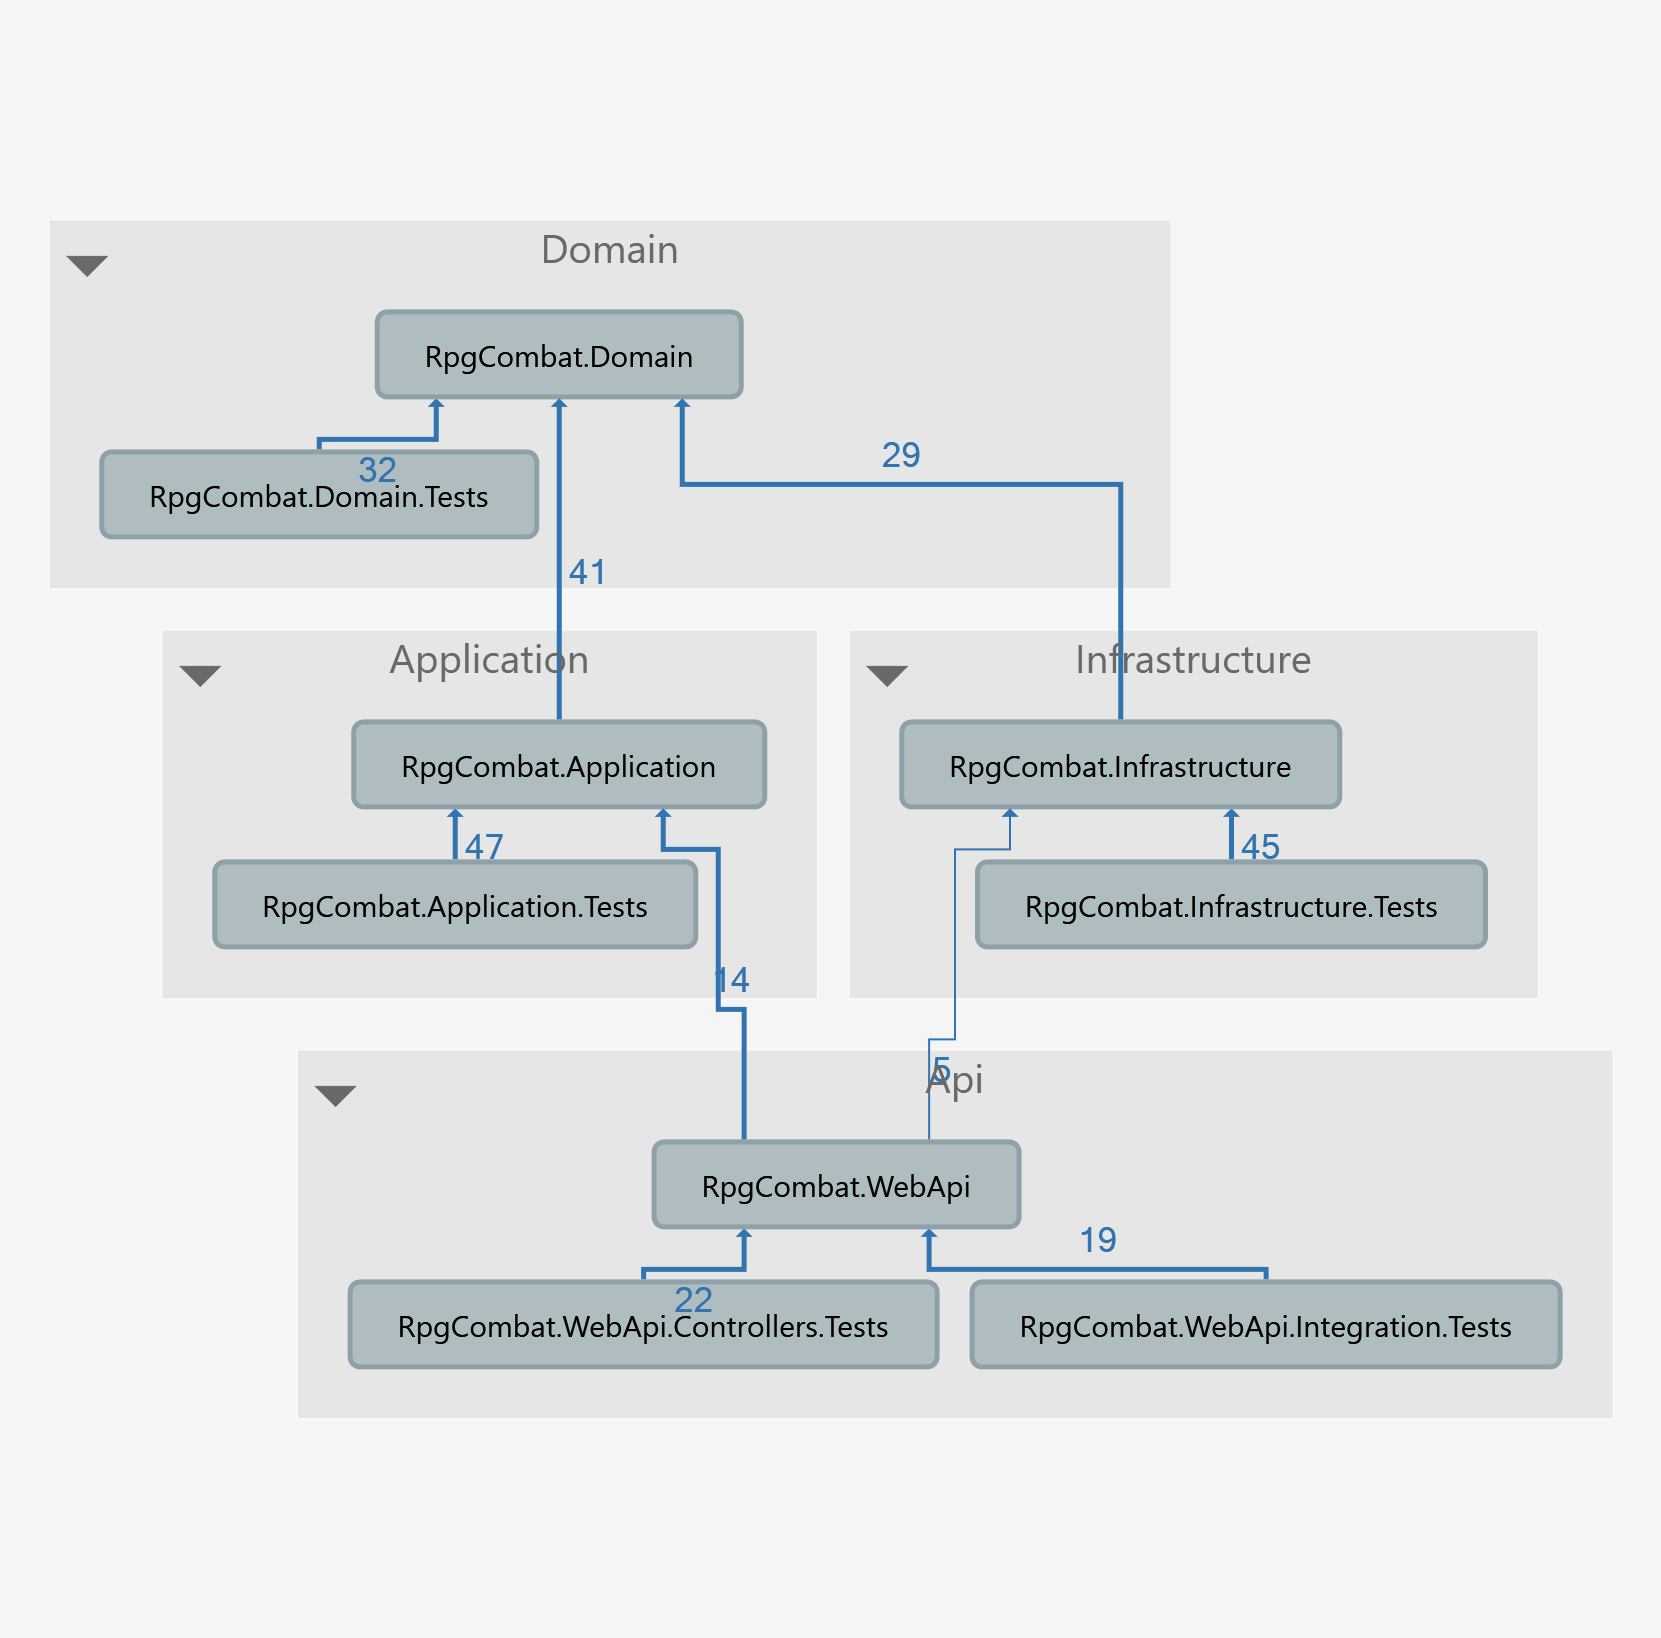 Domain
RpgCombat.Domain
29
32
RpgCombat.Domain.Tests
41
Application
Infrastructure
RpgCombat.Application
RpgCombat.Infrastructure
47
45
RpgCombat.Application.Tests
RpgCombat.Infrastructure.Tests
14
5
Api
RpgCombat.WebApi
19
22
RpgCombat.WebApi.Controllers.Tests
RpgCombat.WebApi.Integration.Tests